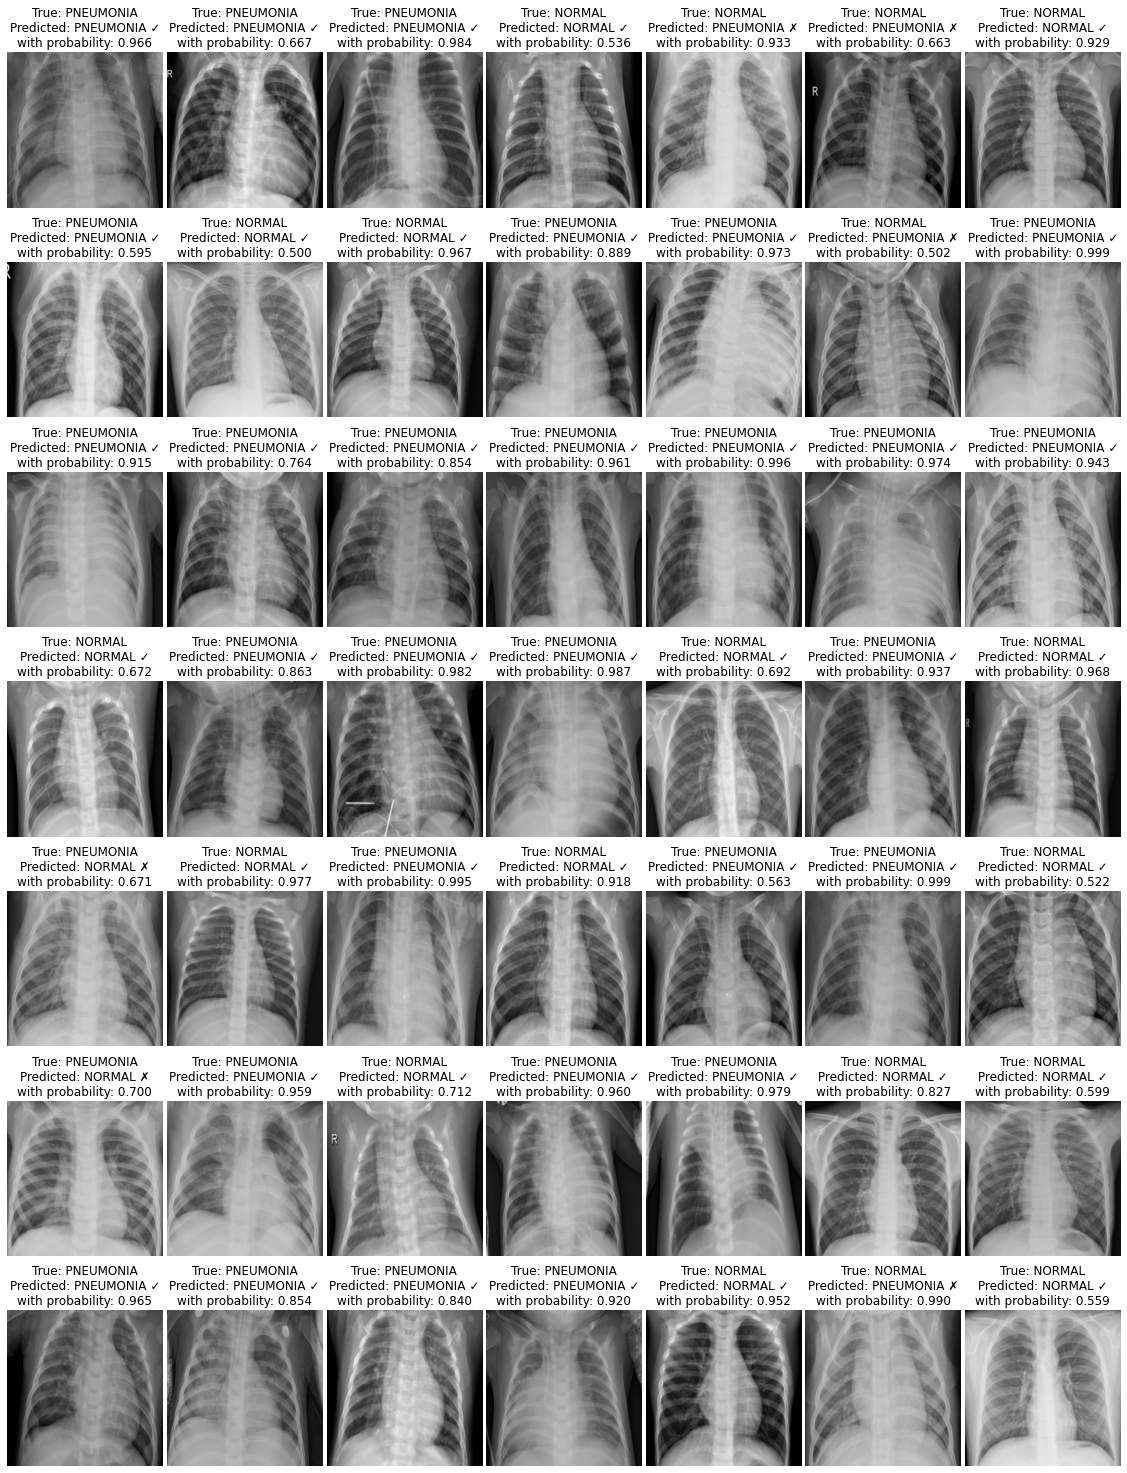 True: PNEUMONIA
Predicted: PNEUMONIA ✓
with probability: 0.966
True: PNEUMONIA
Predicted: PNEUMONIA ✓
with probability: 0.667
True: PNEUMONIA
Predicted: PNEUMONIA ✓
with probability: 0.984
True: NORMAL
Predicted: NORMAL ✓
with probability: 0.536
True: NORMAL
Predicted: PNEUMONIA ✗
with probability: 0.933
True: NORMAL
Predicted: PNEUMONIA ✗
with probability: 0.663
True: NORMAL
Predicted: NORMAL ✓
with probability: 0.929
R
R
True: PNEUMONIA
Predicted: PNEUMONIA ✓
with probability: 0.595
True: NORMAL
Predicted: NORMAL ✓
with probability: 0.500
True: NORMAL
Predicted: NORMAL ✓
with probability: 0.967
True: PNEUMONIA
Predicted: PNEUMONIA ✓
with probability: 0.889
True: PNEUMONIA
Predicted: PNEUMONIA ✓
with probability: 0.973
True: NORMAL
Predicted: PNEUMONIA ✗
with probability: 0.502
True: PNEUMONIA
Predicted: PNEUMONIA ✓
with probability: 0.999
R
True: PNEUMONIA
Predicted: PNEUMONIA ✓
with probability: 0.915
True: PNEUMONIA
Predicted: PNEUMONIA ✓
with probability: 0.764
True: PNEUMONIA
Predicted: PNEUMONIA ✓
with probability: 0.854
True: PNEUMONIA
Predicted: PNEUMONIA ✓
with probability: 0.961
True: PNEUMONIA
Predicted: PNEUMONIA ✓
with probability: 0.996
True: PNEUMONIA
Predicted: PNEUMONIA ✓
with probability: 0.974
True: PNEUMONIA
Predicted: PNEUMONIA ✓
with probability: 0.943
True: NORMAL
Predicted: NORMAL ✓
with probability: 0.672
True: PNEUMONIA
Predicted: PNEUMONIA ✓
with probability: 0.863
True: PNEUMONIA
Predicted: PNEUMONIA ✓
with probability: 0.982
True: PNEUMONIA
Predicted: PNEUMONIA ✓
with probability: 0.987
True: NORMAL
Predicted: NORMAL ✓
with probability: 0.692
True: PNEUMONIA
Predicted: PNEUMONIA ✓
with probability: 0.937
True: NORMAL
Predicted: NORMAL ✓
with probability: 0.968
R
True: PNEUMONIA
Predicted: NORMAL ✗
with probability: 0.671
True: NORMAL
Predicted: NORMAL ✓
with probability: 0.977
True: PNEUMONIA
Predicted: PNEUMONIA ✓
with probability: 0.995
True: NORMAL
Predicted: NORMAL ✓
with probability: 0.918
True: PNEUMONIA
Predicted: PNEUMONIA ✓
with probability: 0.563
True: PNEUMONIA
Predicted: PNEUMONIA ✓
with probability: 0.999
True: NORMAL
Predicted: NORMAL ✓
with probability: 0.522
True: PNEUMONIA
Predicted: NORMAL ✗
with probability: 0.700
True: PNEUMONIA
Predicted: PNEUMONIA ✓
with probability: 0.959
True: NORMAL
Predicted: NORMAL ✓
with probability: 0.712
True: PNEUMONIA
Predicted: PNEUMONIA ✓
with probability: 0.960
True: PNEUMONIA
Predicted: PNEUMONIA ✓
with probability: 0.979
True: NORMAL
Predicted: NORMAL ✓
with probability: 0.827
True: NORMAL
Predicted: NORMAL ✓
with probability: 0.599
R
True: PNEUMONIA
Predicted: PNEUMONIA ✓
with probability: 0.965
True: PNEUMONIA
Predicted: PNEUMONIA ✓
with probability: 0.854
True: PNEUMONIA
Predicted: PNEUMONIA ✓
with probability: 0.840
True: PNEUMONIA
Predicted: PNEUMONIA ✓
with probability: 0.920
True: NORMAL
Predicted: NORMAL ✓
with probability: 0.952
True: NORMAL
Predicted: PNEUMONIA ✗
with probability: 0.990
True: NORMAL
Predicted: NORMAL ✓
with probability: 0.559